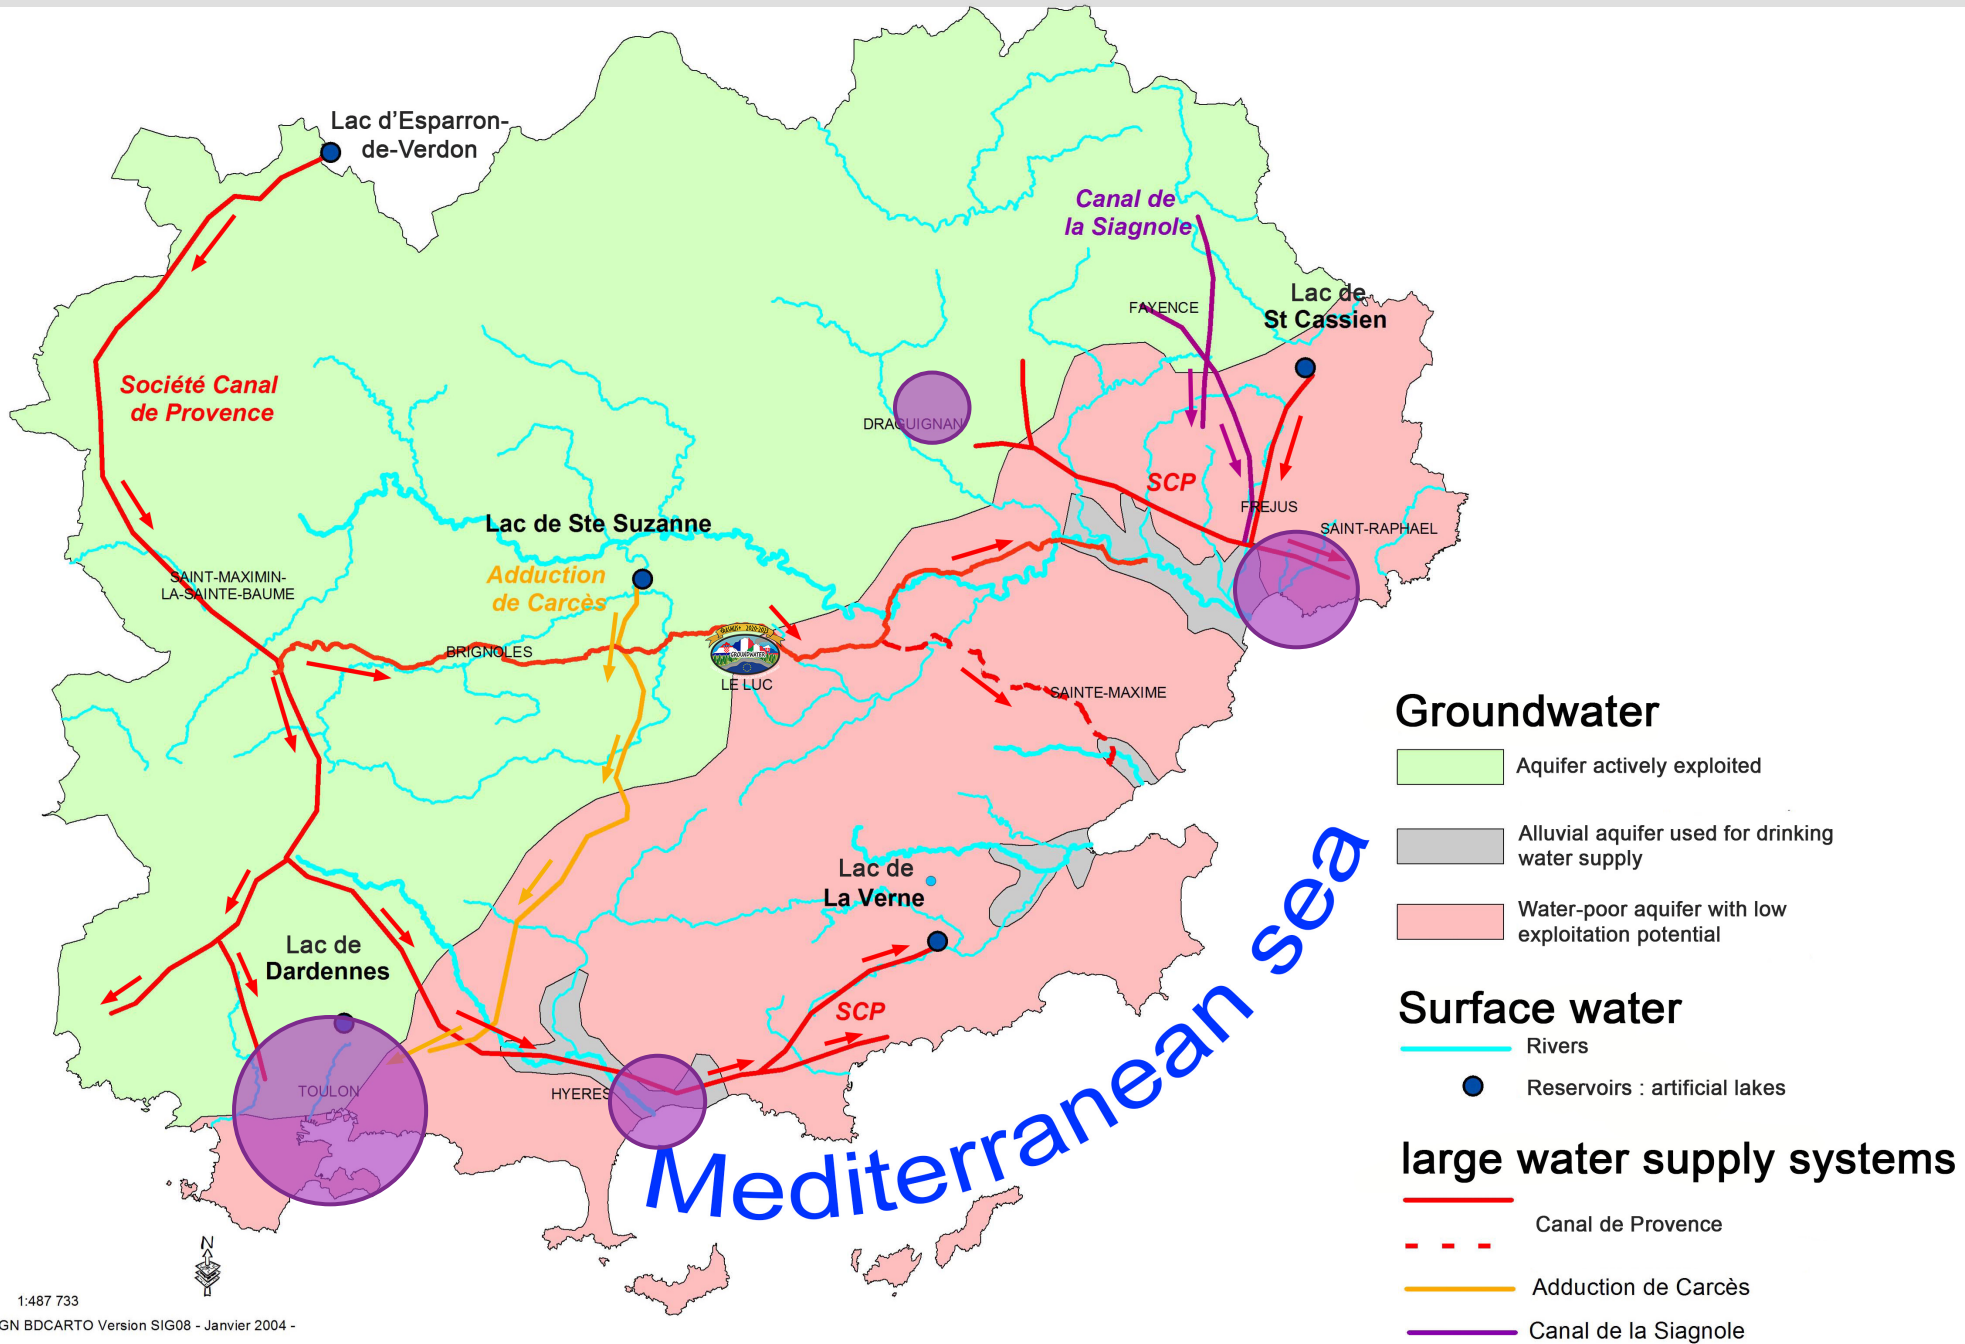 Lac d'Esparron-
de-Verdon
Canal de
la Siagnole
FAYENCE
Lac de
St Cassien
Société Canal
de Provence
DRAGUIGNAN
SCP
FREJUS
SAINT-RAPHAEL
Lac de Ste Suzanne
Adduction
de Carcès
SAINT-MAXIMIN-
LA-SAINTE-BAUME
BRIGNOLES
GROUNDWATER
LE LUC
SAINTE-MAXIME
Lac de
La Verne
Lac de
Dardennes
SCP
TOULON
HYERES
Mediterranean sea
Groundwater
Aquifer actively exploited
Alluvial aquifer used for drinking
water supply
Water-poor aquifer with low
exploitation potential
Surface water
Rivers
Reservoirs : artificial lakes
large water supply systems
Canal de Provence
Adduction de Carcès
Canal de la Siagnole
N
1:487 733
GN BDCARTO Version SIG08 - Janvier 2004 -